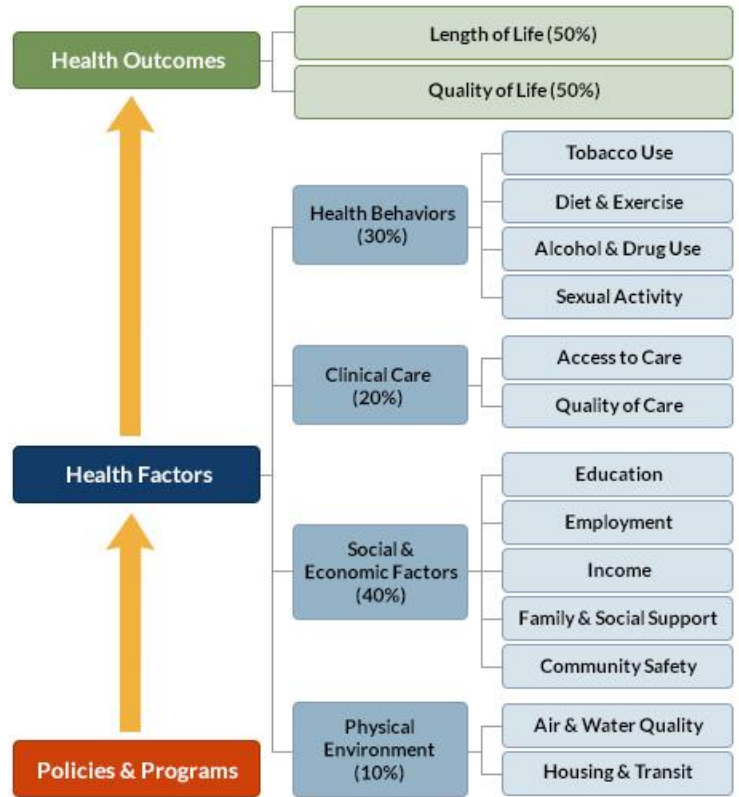 Health Outcomes
Length of Life (50%)
Quality of Life (50%)
Health Factors
Health Behaviors
(30%)
Tobacco Use
Diet & Exercise
Alcohol & Drug Use
Sexual Activity
Clinical Care
(20%)
Access to Care
Quality of Care
Social &
Economic Factors
(40%)
Education
Employment
Income
Family & Social Support
Community Safety
Physical
Environment
(10%)
Air & Water Quality
Housing & Transit
Policies & Programs